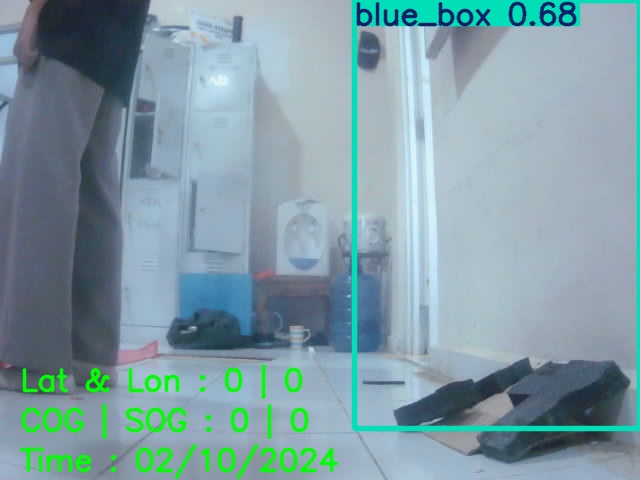 blue_box 0.68
Lat & Lon : 0 | 0
COG | SOG : 0 | 0
Time : 02/10/2024